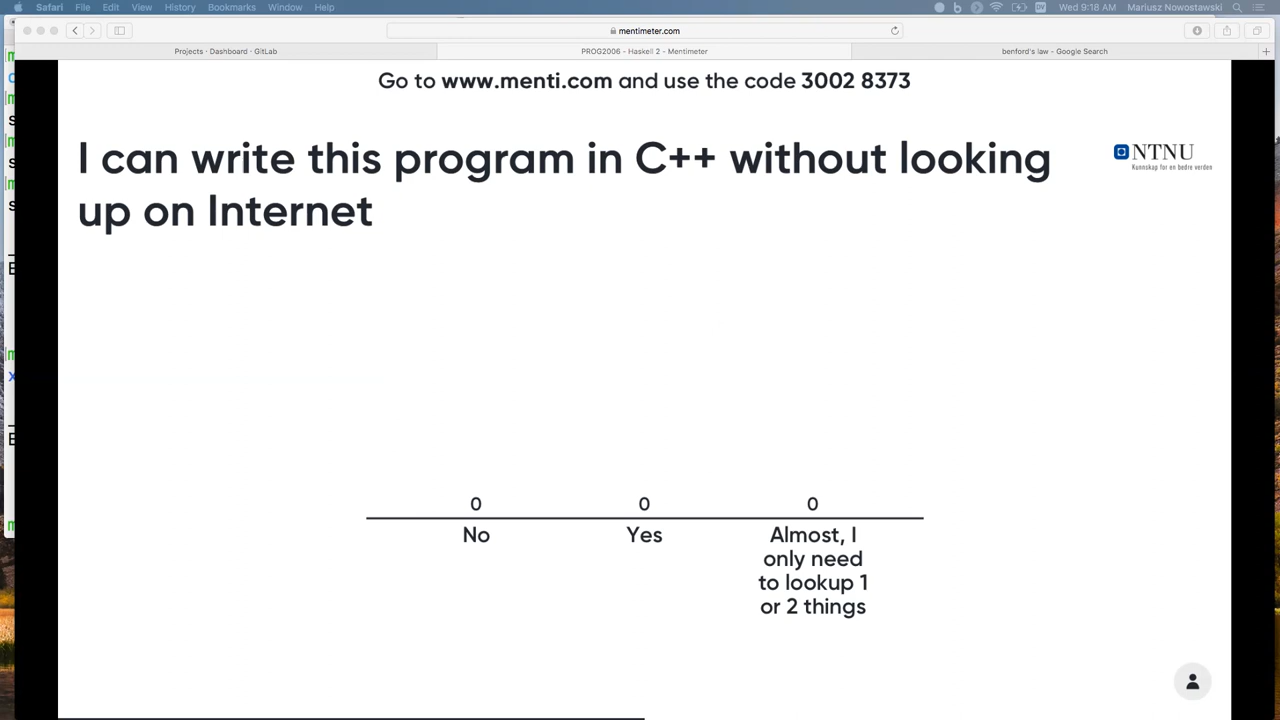 Safari File Edit View History Bookmarks Window Help Wed 9:18 AM Mariusz Nowostawski
mentimeter.com
Projects · Dashboard · GitLab PROG2006 - Haskell 2 - Mentimeter benford's law - Google Search
Go to www.menti.com and use the code 3002 8373
I can write this program in C++ without looking
up on Internet
NTNU
Kunnskap for en bedre verden
0 0 0
No Yes Almost, I
only need
to lookup 1
or 2 things